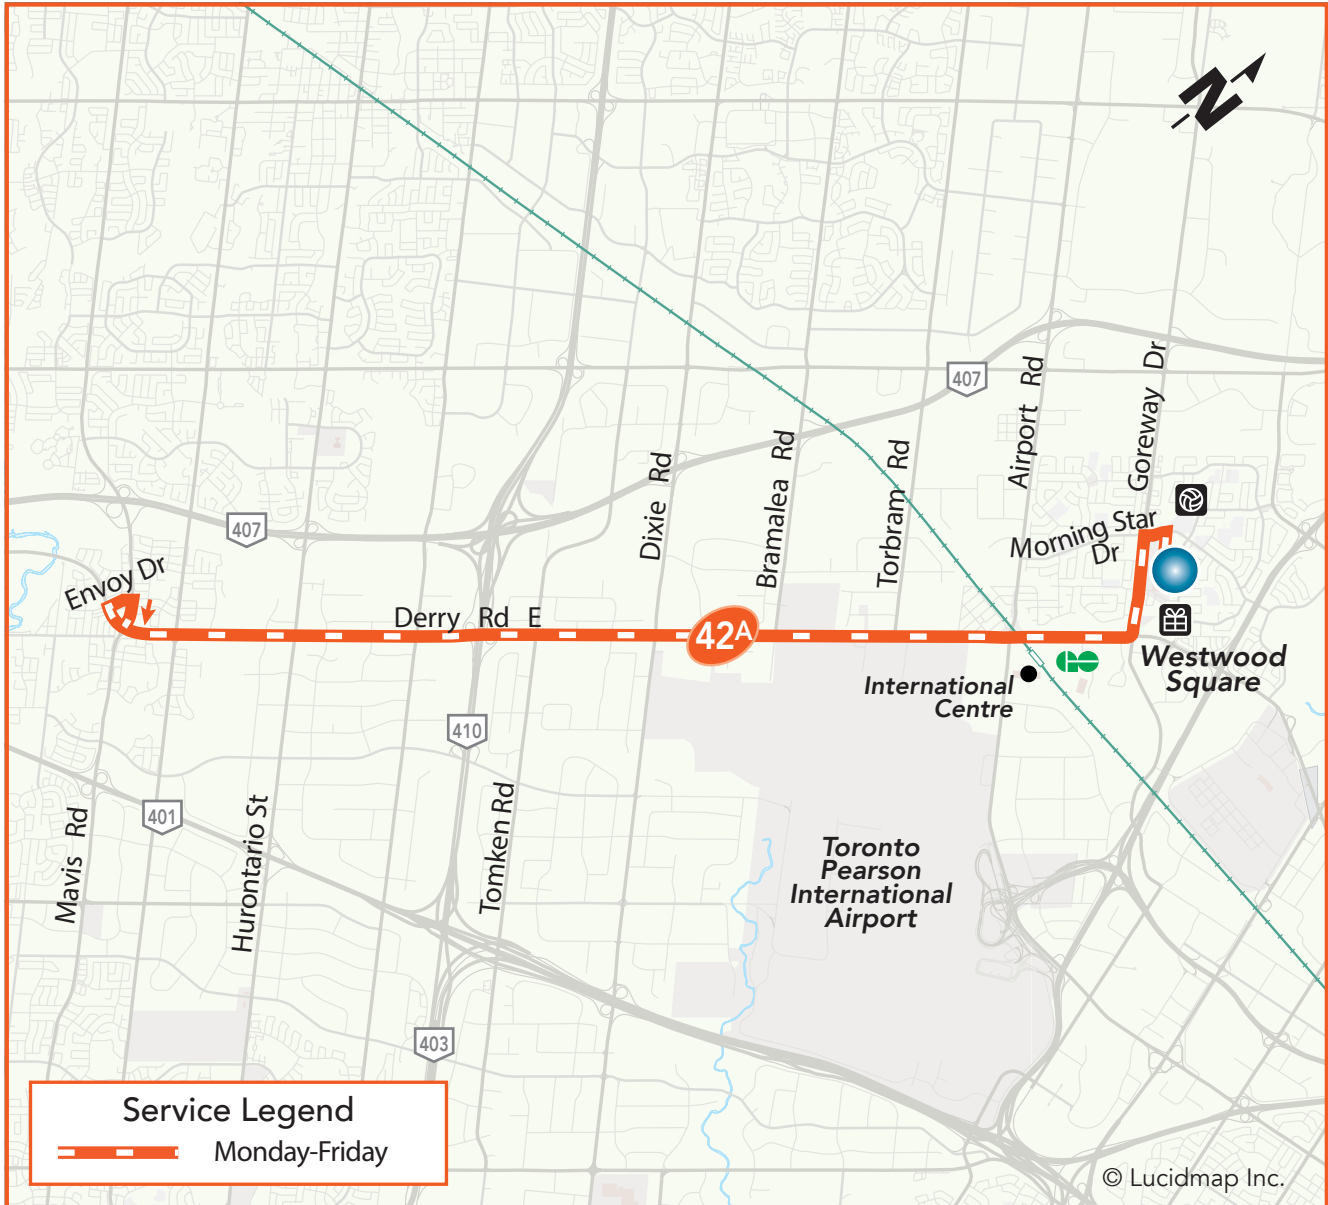 N
407
Airport Rd
Goreway Dr
Dixie Rd
Bramalea Rd
Torbram Rd
407
Morning Star
Dr
Envoy Dr
Derry Rd E
42A
Westwood
Square
International
Centre
410
401
Mavis Rd
Hurontario St
Tomken Rd
Toronto
Pearson
International
Airport
403
Service Legend
Monday-Friday
© Lucidmap Inc.